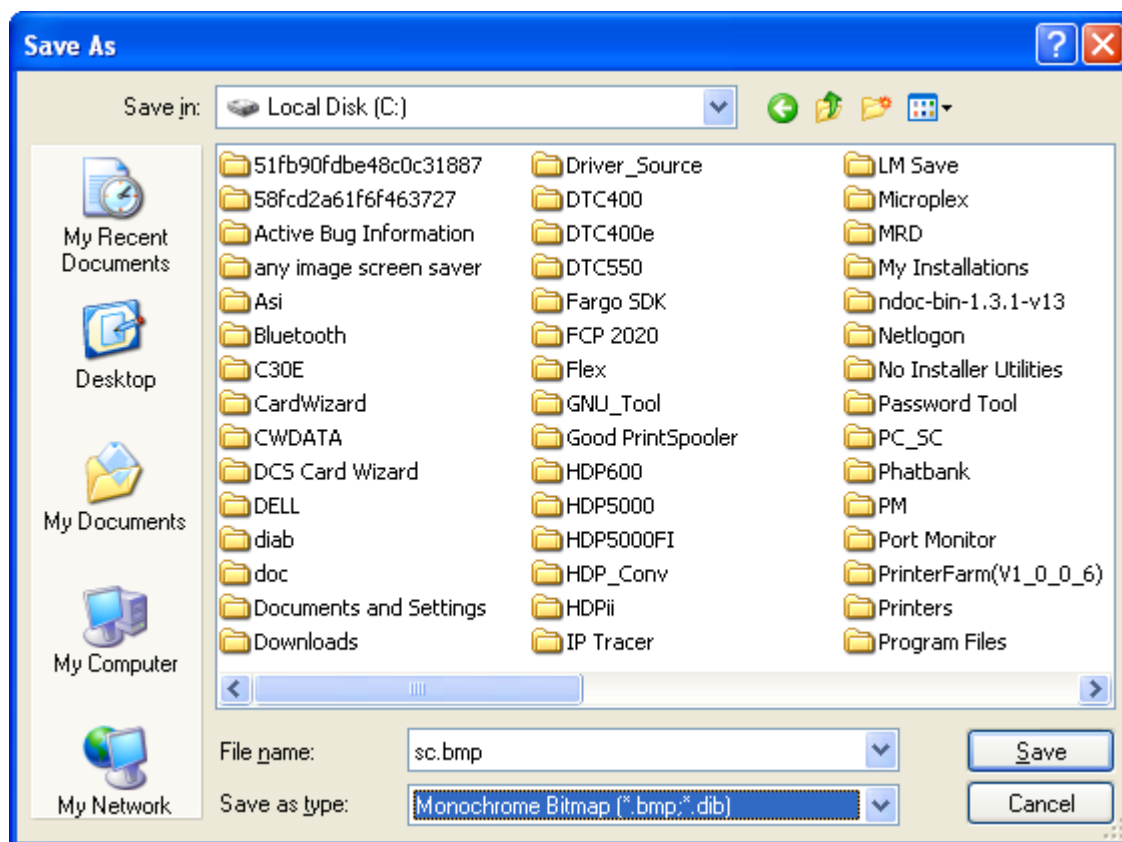 Save As
Save in:
Local Disk (C:)
My Recent
Documents
Desktop
My Documents
My Computer
My Network
51fb90fdbe48c0c31887
58fcd2a61f6f463727
Active Bug Information
any image screen saver
Asi
Bluetooth
C30E
CardWizard
CWDATA
DCS Card Wizard
DELL
diab
doc
Documents and Settings
Downloads
Driver_Source
DTC400
DTC400e
DTC550
Fargo SDK
FCP 2020
Flex
GNU_Tool
Good PrintSpooler
HDP600
HDP5000
HDP5000FI
HDP_Conv
HDPii
IP Tracer
LM Save
Microplex
MRD
My Installations
ndoc-bin-1.3.1-v13
Netlogon
No Installer Utilities
Password Tool
PC_SC
Phatbank
PM
Port Monitor
PrinterFarm(V1_0_0_6)
Printers
Program Files
File name:
sc.bmp
Save
Save as type:
Monochrome Bitmap (*.bmp;*.dib)
Cancel